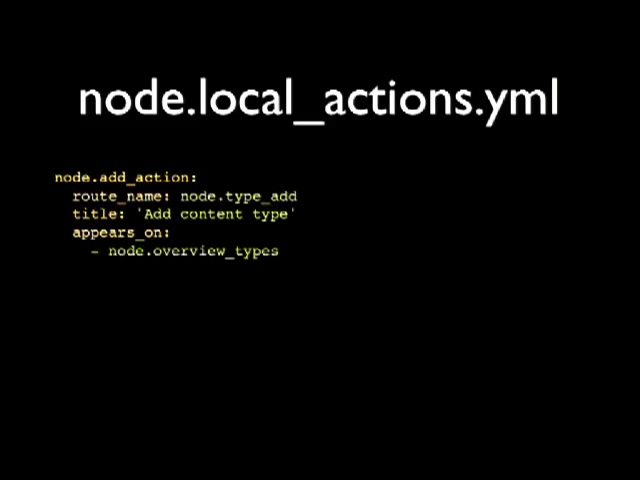 node.local_actions.yml
node.add_action:
route_name: node.type_add
title: 'Add content type'
appears_on:
- node.overview_types